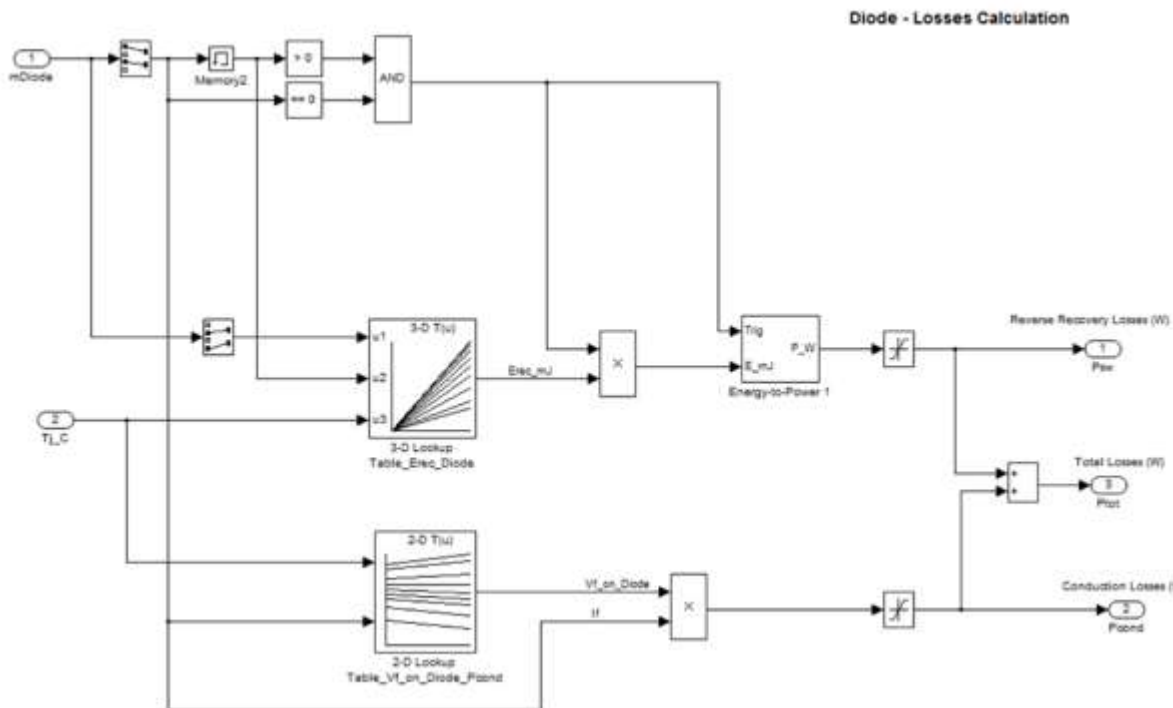 Diode - Losses Calculation
1
mDiode
Memory2
> 0
== 0
AND
3-D T(u)
u1
u2
u3
Erec_mJ
3-D Lookup
Table_Erec_Diode
2
Tj_C
×
Trig
P_W
E_mJ
Energy-to-Power 1
Reverse Recovery Losses (W)
1
Psw
Total Losses (W)
+
+
3
Ptot
2-D T(u)
Vf_on_Diode
If
2-D Lookup
Table_Vf_on_Diode_Pcond
×
Conduction Losses (
2
Pcond